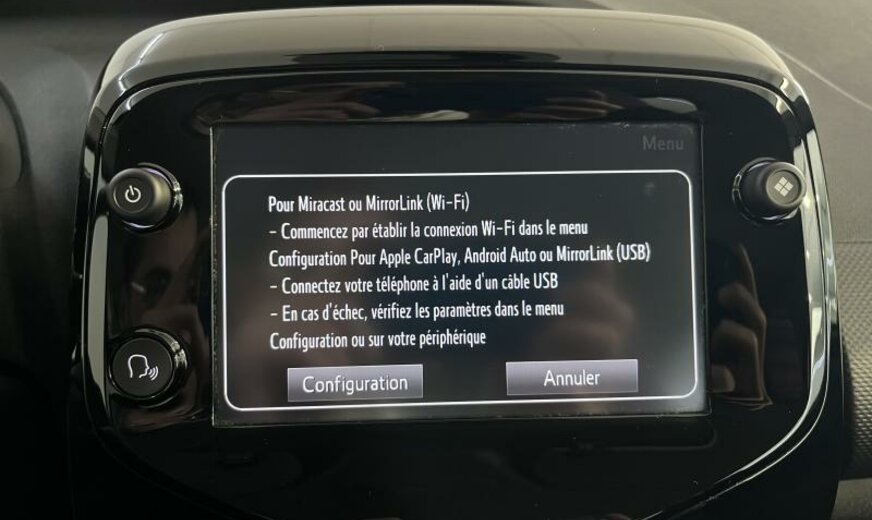 Menu
Pour Miracast ou MirrorLink (Wi-Fi)
- Commencez par établir la connexion Wi-Fi dans le menu
Configuration Pour Apple CarPlay, Android Auto ou MirrorLink (USB)
- Connectez votre téléphone à l'aide d'un câble USB
- En cas d'échec, vérifiez les paramètres dans le menu
Configuration ou sur votre périphérique
Configuration
Annuler